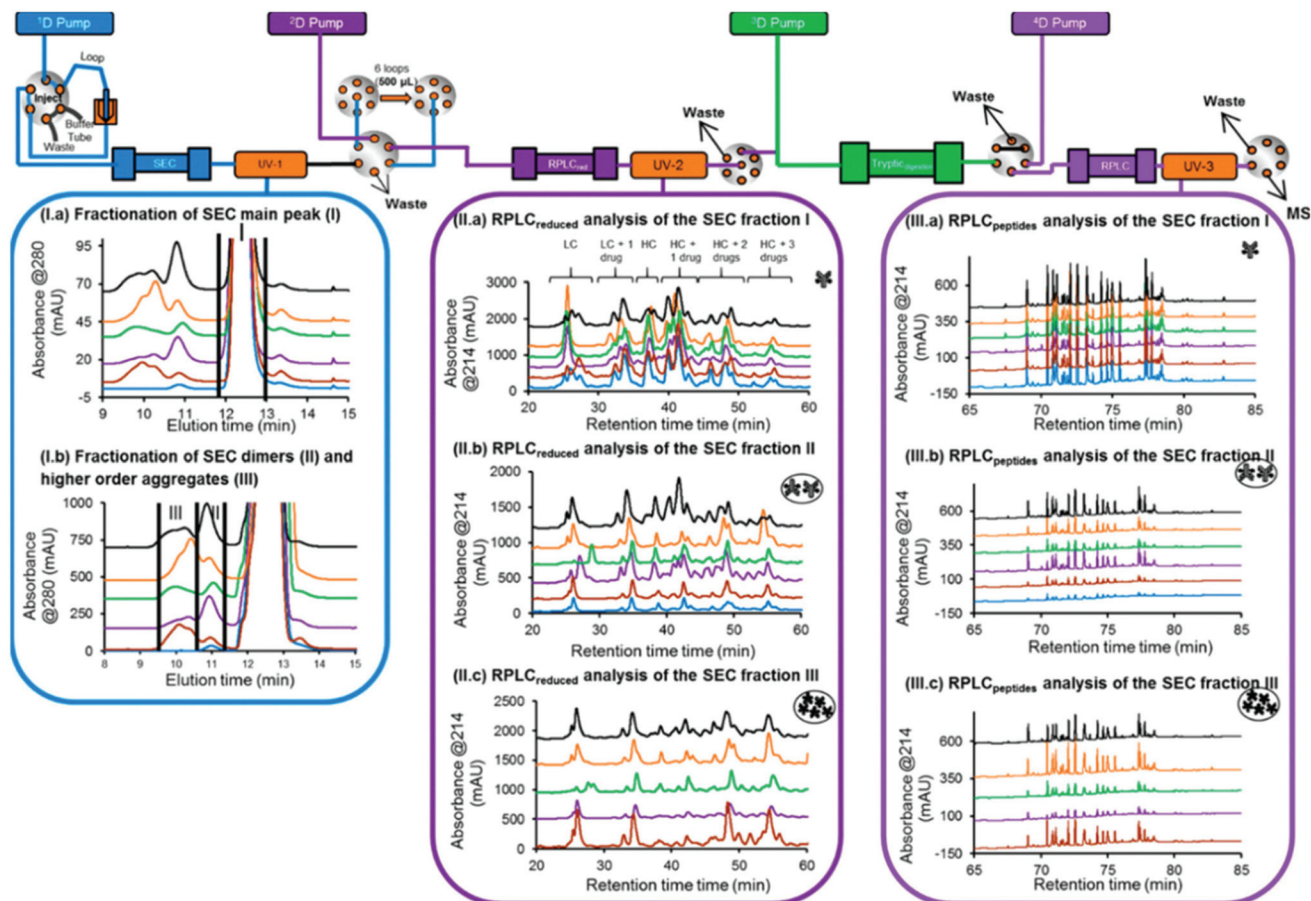 1D Pump
2D Pump
3D Pump
4D Pump
Loop
Inject
Buffer
Tube
Waste
6 loops
(500 µL)
Waste
Waste
Waste
Waste
SEC
UV-1
RPLCred
UV-2
Trypticdigestion
RPLC
UV-3
MS
(I.a) Fractionation of SEC main peak (I)
I
Absorbance @280
(mAU)
95
70
45
20
-5
9 10 11 12 13 14 15
Elution time (min)
(I.b) Fractionation of SEC dimers (II) and
higher order aggregates (III)
III II
Absorbance
@280 (mAU)
1000
750
500
250
0
8 9 10 11 12 13 14 15
Elution time (min)
(II.a) RPLCreduced analysis of the SEC fraction I
LC LC + 1 HC HC + HC + 2 HC + 3
drug 1 drug drugs drugs
Absorbance
@214 (mAU)
3000
2000
1000
0
20 30 40 50 60
Retention time (min)
(II.b) RPLCreduced analysis of the SEC fraction II
Absorbance @214
(mAU)
2000
1500
1000
500
0
20 30 40 50 60
Retention time time (min)
(II.c) RPLCreduced analysis of the SEC fraction III
Absorbance @214
(mAU)
2500
2000
1500
1000
500
0
20 30 40 50 60
Retention time time (min)
(III.a) RPLCpeptides analysis of the SEC fraction I
Absorbance @214
(mAU)
600
350
100
-150
65 70 75 80 85
Retention time (min)
(III.b) RPLCpeptides analysis of the SEC fraction II
Absorbance @214
(mAU)
600
350
100
-150
65 70 75 80 85
Retention time (min)
(III.c) RPLCpeptides analysis of the SEC fraction III
Absorbance @214
(mAU)
600
350
100
-150
65 70 75 80 85
Retention time (min)